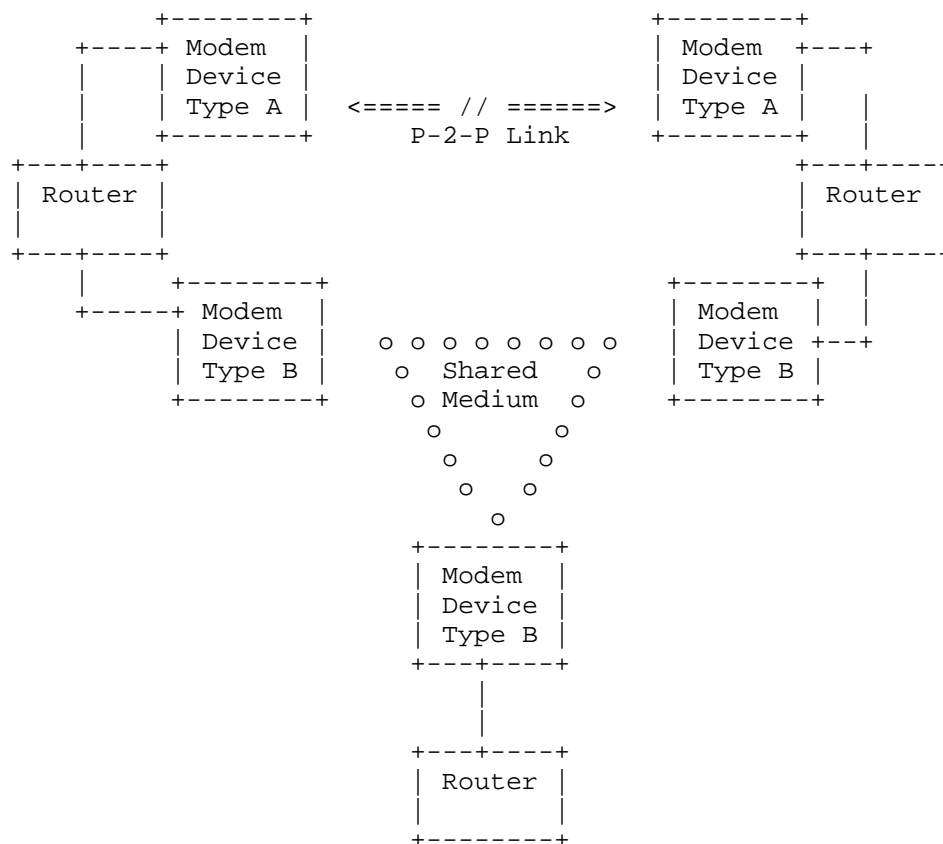 Modem
Device
Type A
Modem
Device
Type A
<===== // ======>
P-2-P Link
Router
Router
Modem
Device
Type B
Modem
Device
Type B
Shared
Medium
Modem
Device
Type B
Router